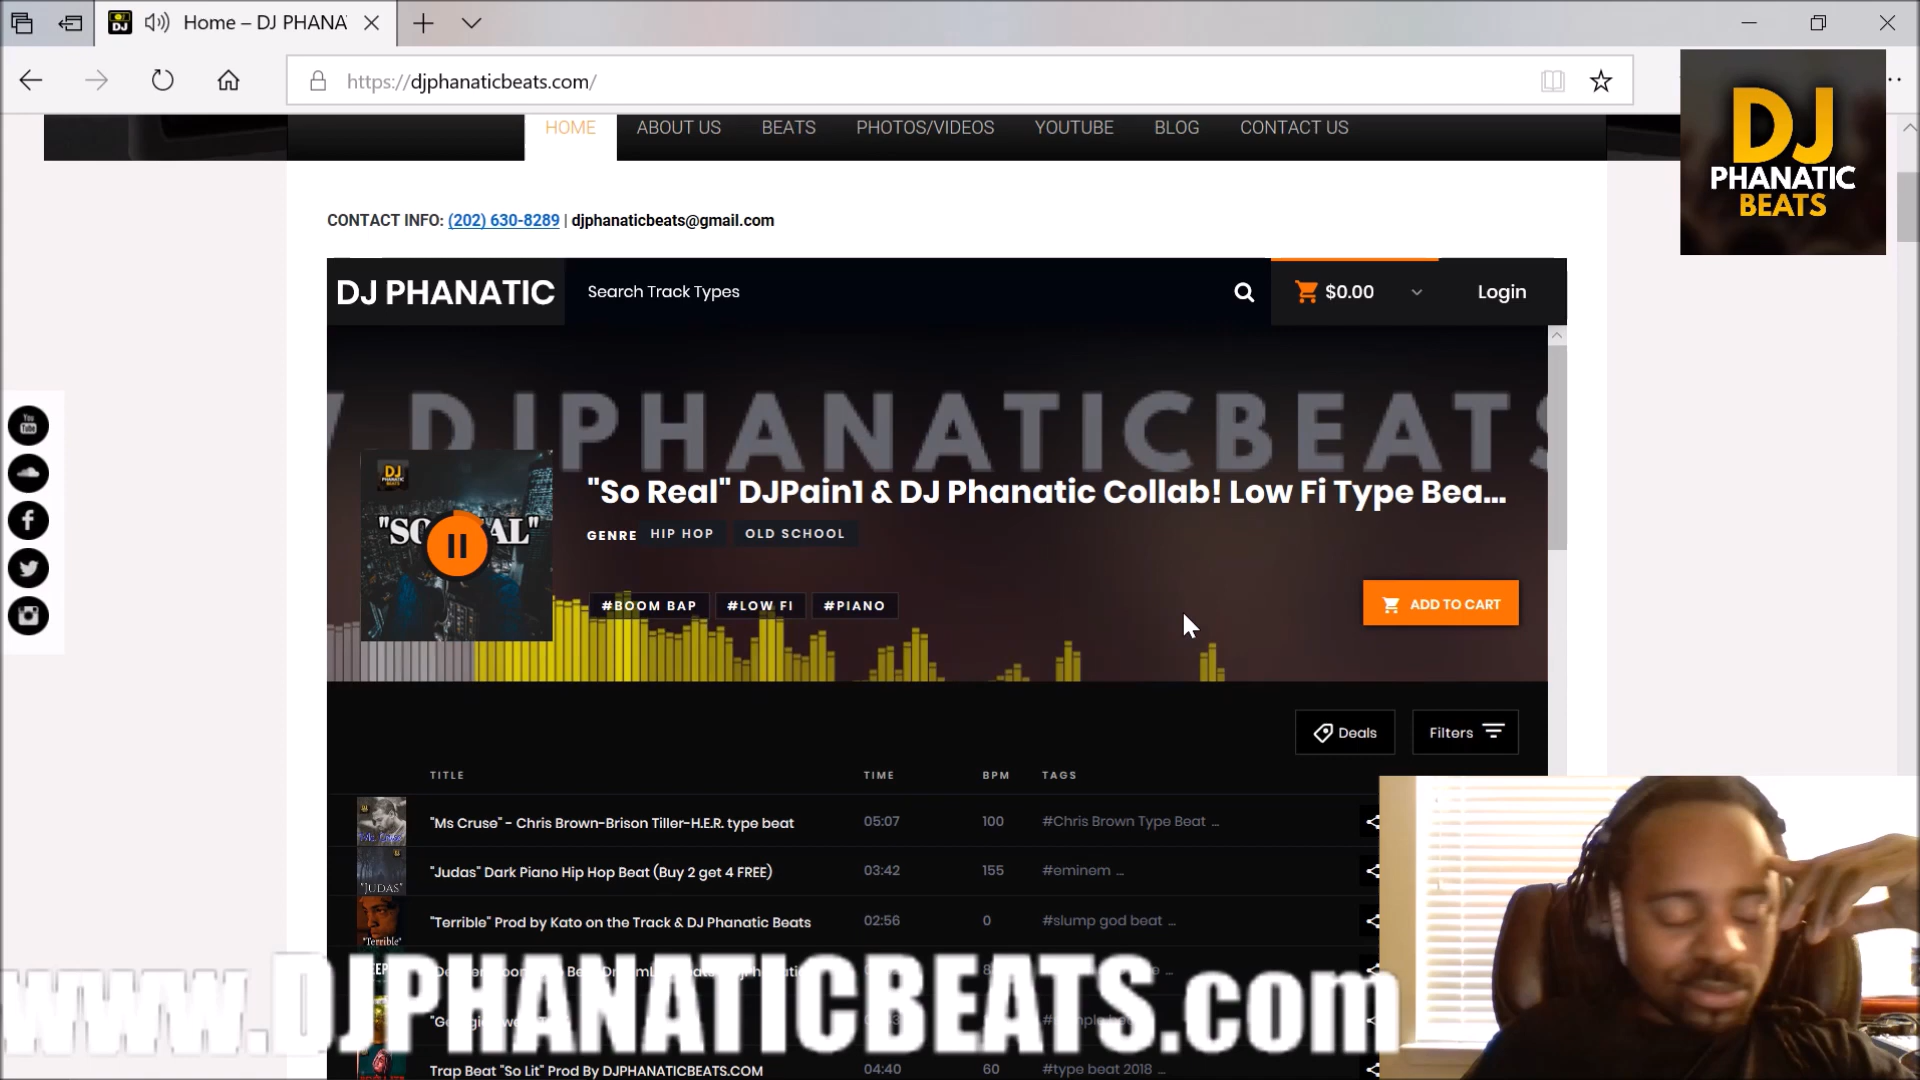 Home – DJ PHANA
https://djphanaticbeats.com/
DJ
PHANATIC
BEATS
HOME
ABOUT US
BEATS
PHOTOS/VIDEOS
YOUTUBE
BLOG
CONTACT US
CONTACT INFO: (202) 630-8289 | djphanaticbeats@gmail.com
DJ PHANATIC
Search Track Types
$0.00
Login
DJPHANATICBEATS
"So Real" DJPain1 & DJ Phanatic Collab! Low Fi Type Bea...
GENRE HIP HOP OLD SCHOOL
#BOOM BAP #LOW FI #PIANO
ADD TO CART
Deals
Filters
TITLE TIME BPM TAGS
"Ms Cruse" - Chris Brown-Brison Tiller-H.E.R. type beat 05:07 100 #Chris Brown Type Beat ...
"Judas" Dark Piano Hip Hop Beat (Buy 2 get 4 FREE) 03:42 155 #eminem ...
"JUDAS"
"Terrible" Prod by Kato on the Track & DJ Phanatic Beats 02:56 0 #slump god beat ...
"Terrible"
www.DJPHANATICBEATS.com
Trap Beat "So Lit" Prod By DJPHANATICBEATS.COM 04:40 60 #type beat 2018 ...